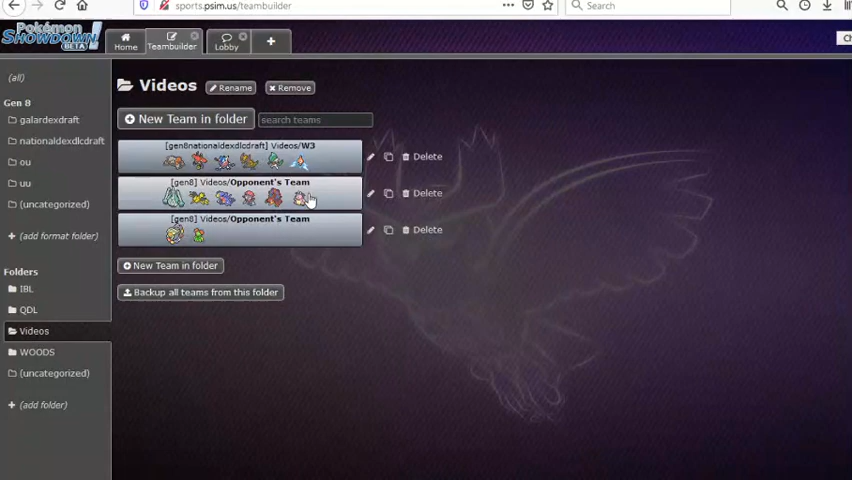 sports.psim.us/teambuilder
Search
Pokémon
Showdown!
BETA
Home
Teambuilder
Lobby
Ch
(all)
Gen 8
galardexdraft
nationaldexdlcdraft
ou
uu
(uncategorized)
(add format folder)
Folders
IBL
QDL
Videos
WOODS
(uncategorized)
(add folder)
Videos
Rename
Remove
New Team in folder
search teams
[gen8nationaldexdlcdraft] Videos/W3
Delete
[gen8] Videos/Opponent's Team
Delete
[gen8] Videos/Opponent's Team
Delete
New Team in folder
Backup all teams from this folder